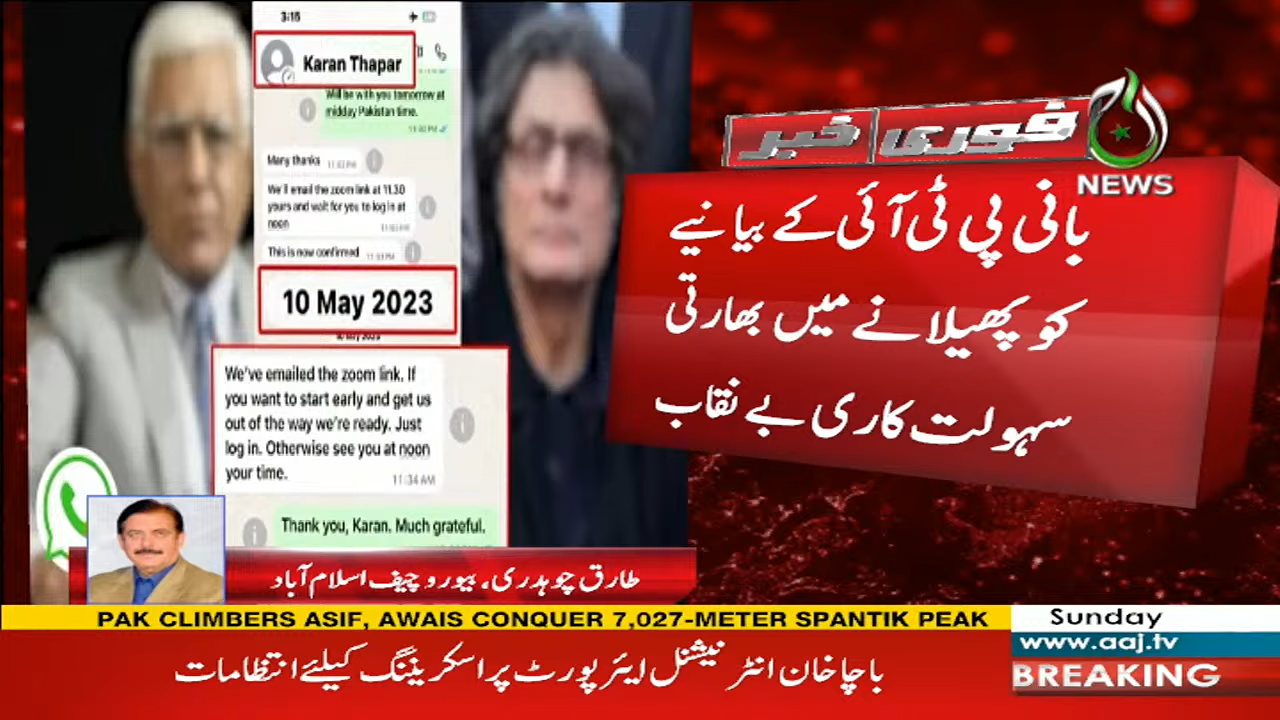 3:15
Karan Thapar
Will be with you tomorrow at
midday Pakistan time.
Many thanks
We'll email the zoom link at 11.30
yours and wait for you to log in at
noon
This is now confirmed
10 May 2023
10 May 2023
We've emailed the zoom link. If
you want to start early and get us
out of the way we're ready. Just
log in. Otherwise see you at noon
your time.
11:34 AM
Thank you, Karan. Much grateful.
فوری خبر
NEWS
بانی پی ٹی آئی کے بیانیے
کو پھیلانے میں بھارتی
سہولت کاری بے نقاب
طارق چوہدری، بیورو چیف اسلام آباد
PAK CLIMBERS ASIF, AWAIS CONQUER 7,027-METER SPANTIK PEAK
Sunday
www.aaj.tv
BREAKING
باچاخان انٹرنیشنل ایئرپورٹ پر اسکریننگ کیلئے انتظامات